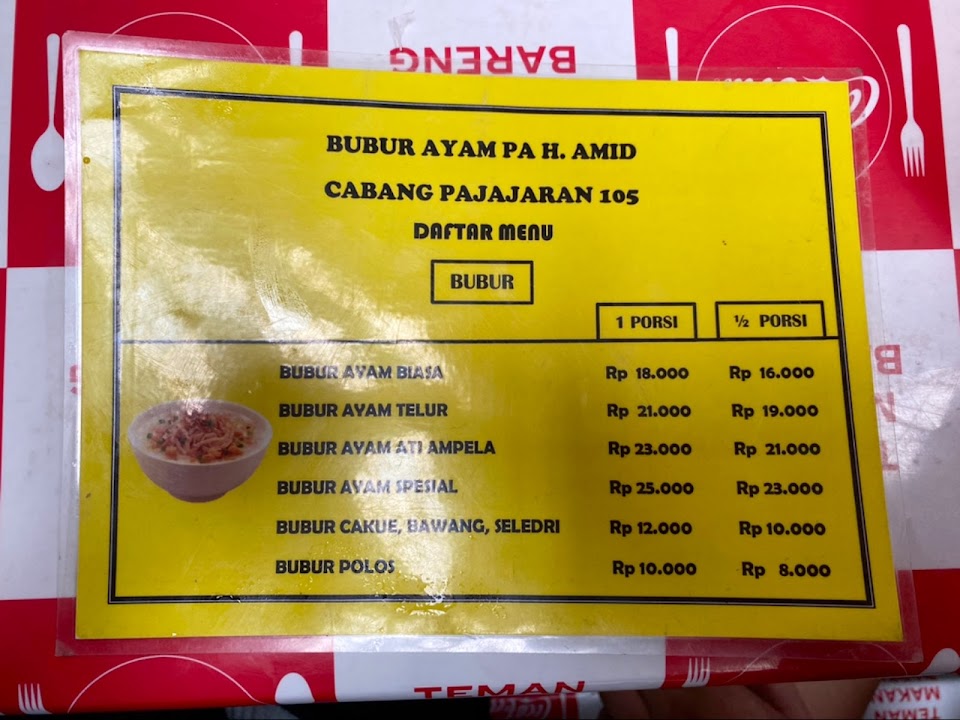 BARENG
BUBUR AYAM PA H. AMID
CABANG PAJAJARAN 105
DAFTAR MENU
BUBUR
1 PORSI ½ PORSI
BUBUR AYAM BIASA Rp 18.000 Rp 16.000
BUBUR AYAM TELUR Rp 21.000 Rp 19.000
BUBUR AYAM ATI AMPELA Rp 23.000 Rp 21.000
BUBUR AYAM SPESIAL Rp 25.000 Rp 23.000
BUBUR CAKUE, BAWANG, SELEDRI Rp 12.000 Rp 10.000
BUBUR POLOS Rp 10.000 Rp 8.000
TEMAN
TEMAN
MAKAN